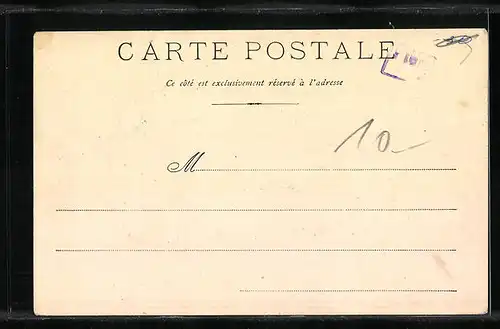 CARTE POSTALE
Ce côté est exclusivement réservé à l'adresse
10.-
M